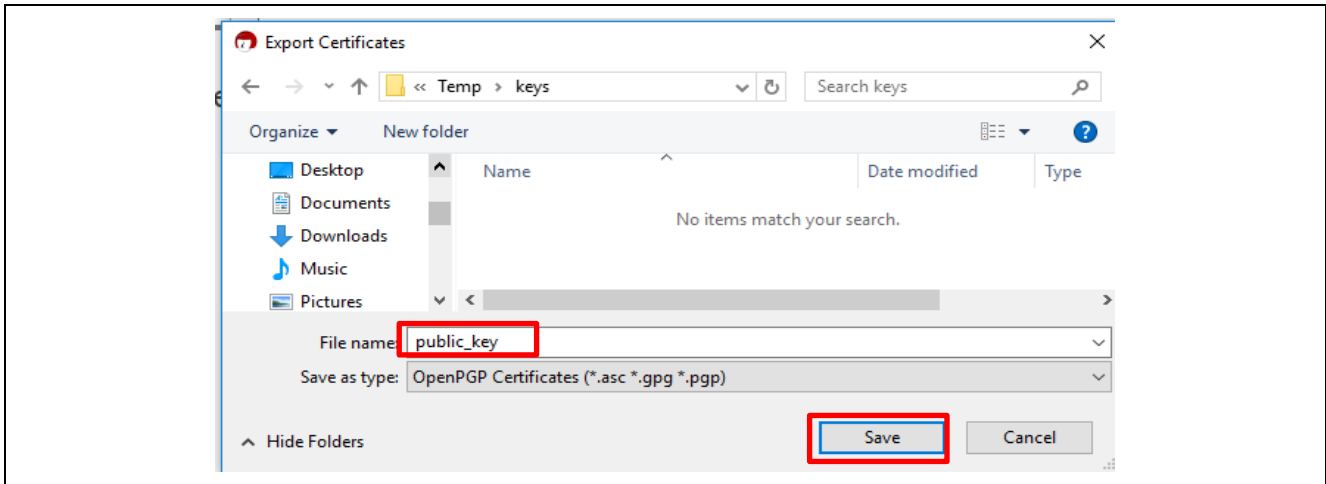 Export Certificates
« Temp › keys
Search keys
Organize
New folder
Desktop
Name
Date modified
Type
Documents
No items match your search.
Downloads
Music
Pictures
File name: public_key
Save as type: OpenPGP Certificates (*.asc *.gpg *.pgp)
Hide Folders
Save
Cancel